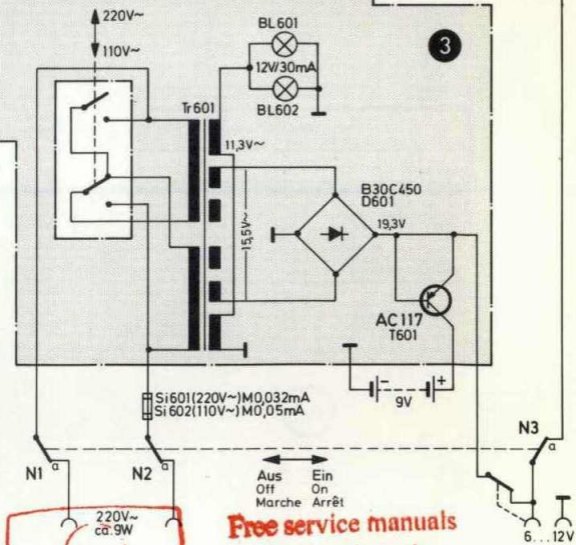 220V~
110V~
BL601
12V/30mA
BL602
3
Tr601
11,3V~
15,5V~
B30C450
D601
19,3V
AC117
T601
- +
9V
Si601(220V~)M0,032mA
Si602(110V~)M0,05mA
N1
a
N2
a
N3
a
Aus Ein
Off On
Marche Arrêt
220V~
ca.9W
Free service manuals
6...12V